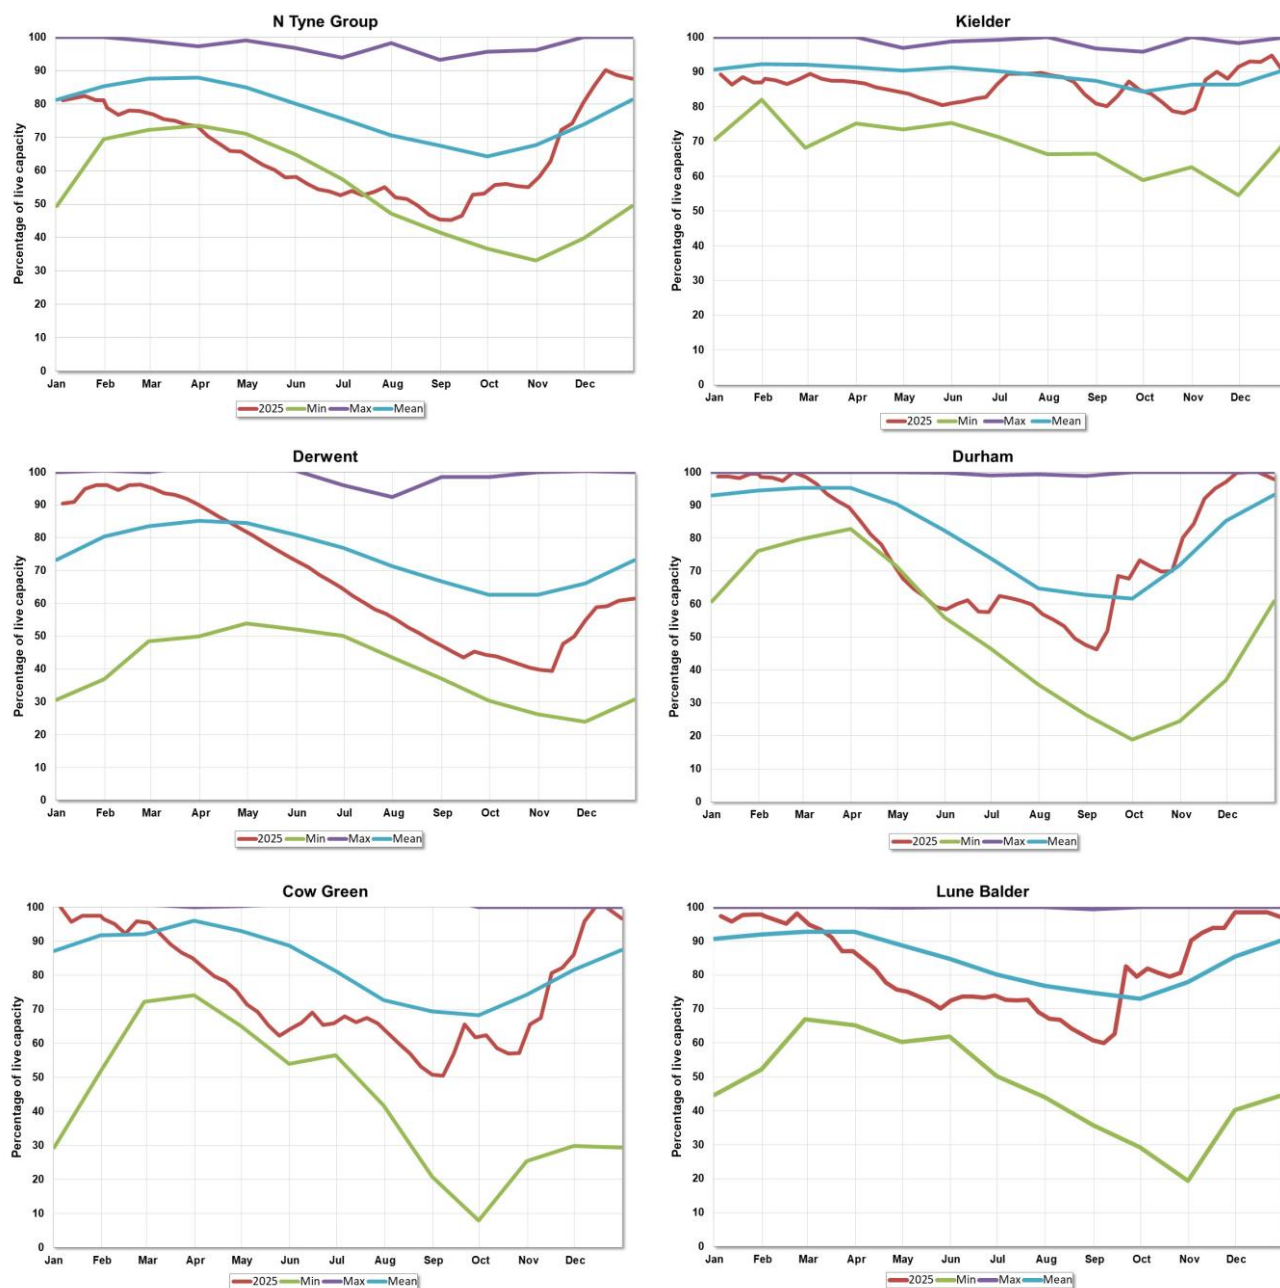 N Tyne Group
Percentage of live capacity
100
90
80
70
60
50
40
30
20
10
0
Jan Feb Mar Apr May Jun Jul Aug Sep Oct Nov Dec
2025 Min Max Mean
Kielder
Percentage of live capacity
100
90
80
70
60
50
40
30
20
10
0
Jan Feb Mar Apr May Jun Jul Aug Sep Oct Nov Dec
2025 Min Max Mean
Derwent
Percentage of live capacity
100
90
80
70
60
50
40
30
20
10
0
Jan Feb Mar Apr May Jun Jul Aug Sep Oct Nov Dec
2025 Min Max Mean
Durham
Percentage of live capacity
100
90
80
70
60
50
40
30
20
10
0
Jan Feb Mar Apr May Jun Jul Aug Sep Oct Nov Dec
2025 Min Max Mean
Cow Green
Percentage of live capacity
100
90
80
70
60
50
40
30
20
10
0
Jan Feb Mar Apr May Jun Jul Aug Sep Oct Nov Dec
2025 Min Max Mean
Lune Balder
Percentage of live capacity
100
90
80
70
60
50
40
30
20
10
0
Jan Feb Mar Apr May Jun Jul Aug Sep Oct Nov Dec
2025 Min Max Mean